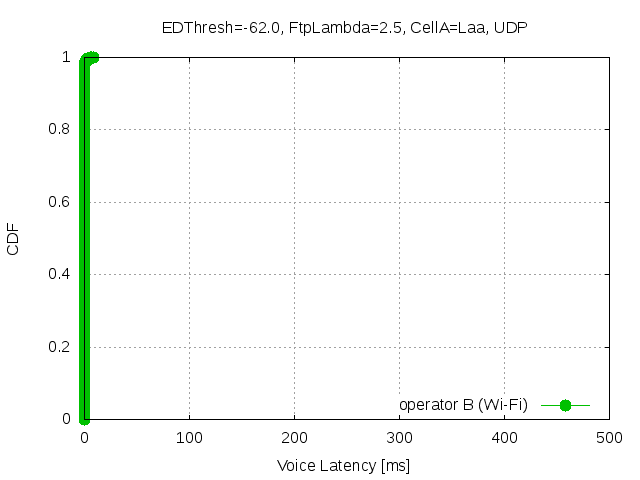 EDThresh=-62.0, FtpLambda=2.5, CellA=Laa, UDP
1
0.8
0.6
0.4
0.2
0
CDF
operator B (Wi-Fi)
0 100 200 300 400 500
Voice Latency [ms]